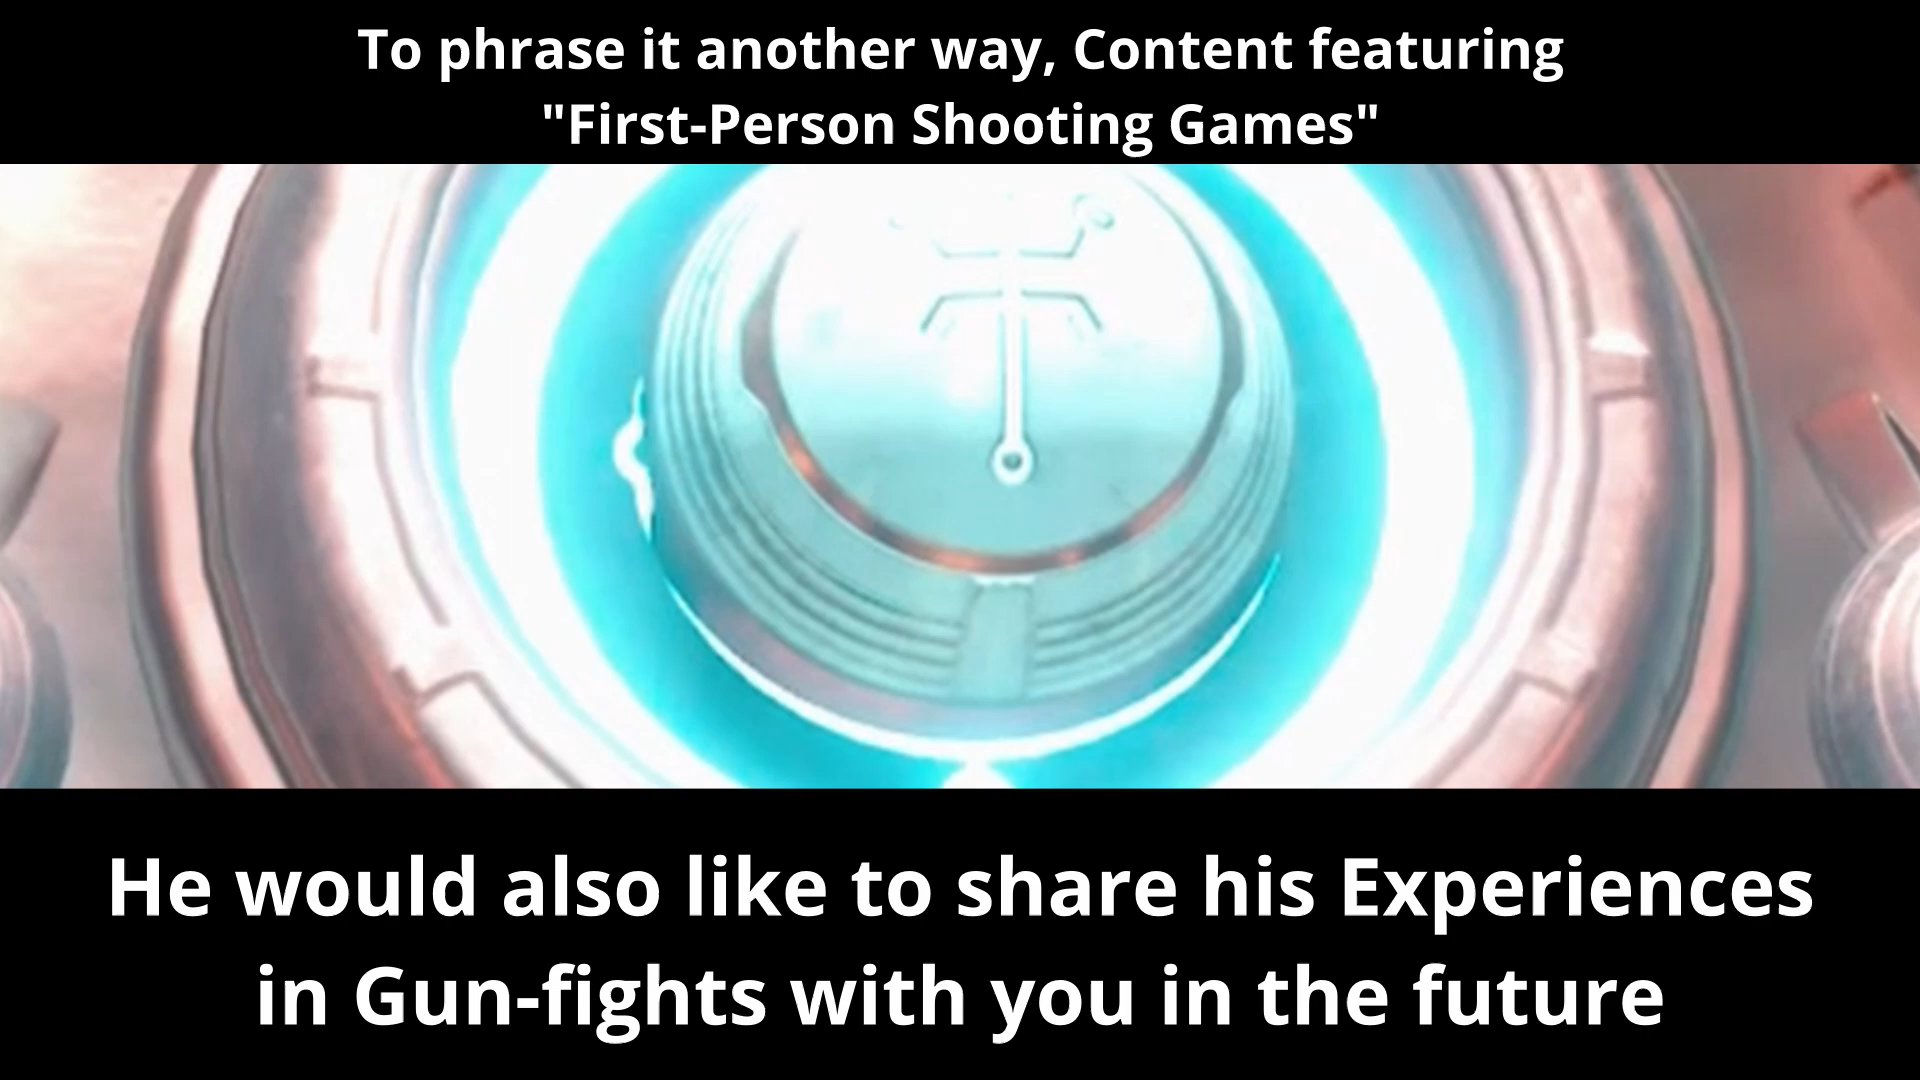 To phrase it another way, Content featuring
"First-Person Shooting Games"
He would also like to share his Experiences
in Gun-fights with you in the future